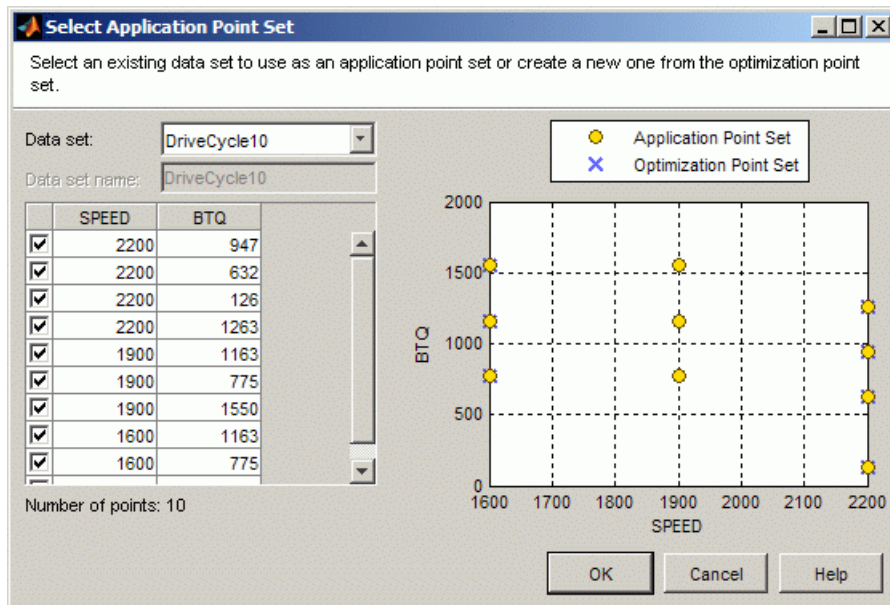 Select Application Point Set
Select an existing data set to use as an application point set or create a new one from the optimization point
set.
Data set: DriveCycle10
Data set name: DriveCycle10
SPEED BTQ
2200 947
2200 632
2200 126
2200 1263
1900 1163
1900 775
1900 1550
1600 1163
1600 775
Number of points: 10
Application Point Set
Optimization Point Set
2000
1500
1000
500
0
BTQ
1600 1700 1800 1900 2000 2100 2200
SPEED
OK Cancel Help